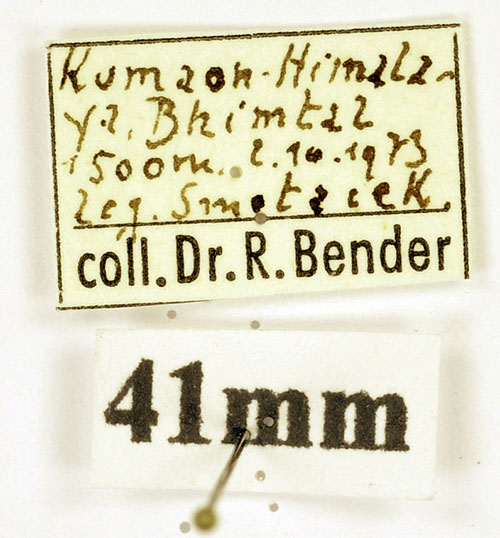 Kumaon-Himala-
ya, Bhimtal
1500m. 2.10.1973
Leg. Smetacek.
coll. Dr. R. Bender
41mm